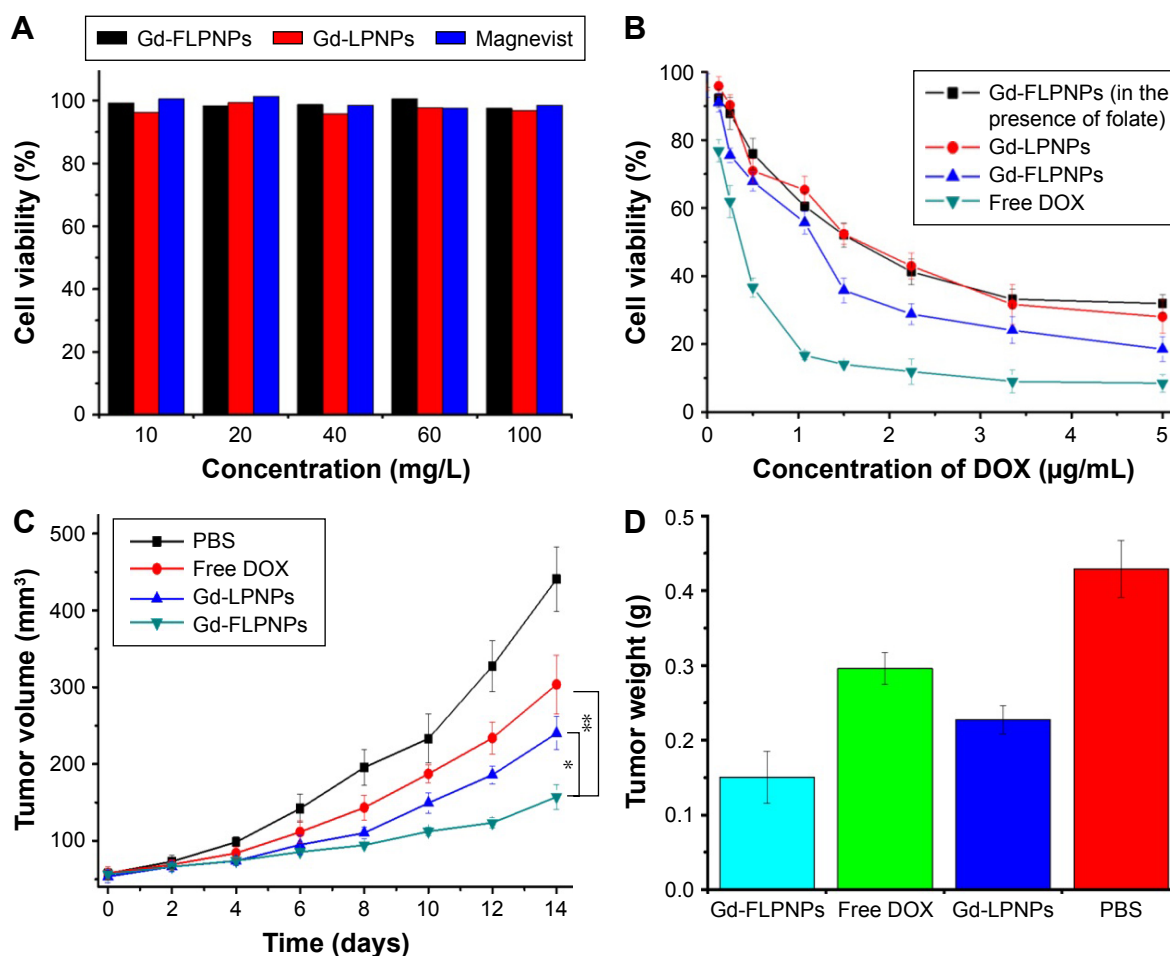 A
Gd-FLPNPs Gd-LPNPs Magnevist
100
80
60
40
20
0
Cell viability (%)
10 20 40 60 100
Concentration (mg/L)
B
Gd-FLPNPs (in the
presence of folate)
Gd-LPNPs
Gd-FLPNPs
Free DOX
100
80
60
40
20
0
Cell viability (%)
0 1 2 3 4 5
Concentration of DOX (µg/mL)
C
PBS
Free DOX
Gd-LPNPs
Gd-FLPNPs
500
400
300
200
100
Tumor volume (mm³)
**
*
0 2 4 6 8 10 12 14
Time (days)
D
0.5
0.4
0.3
0.2
0.1
0.0
Tumor weight (g)
Gd-FLPNPs Free DOX Gd-LPNPs PBS